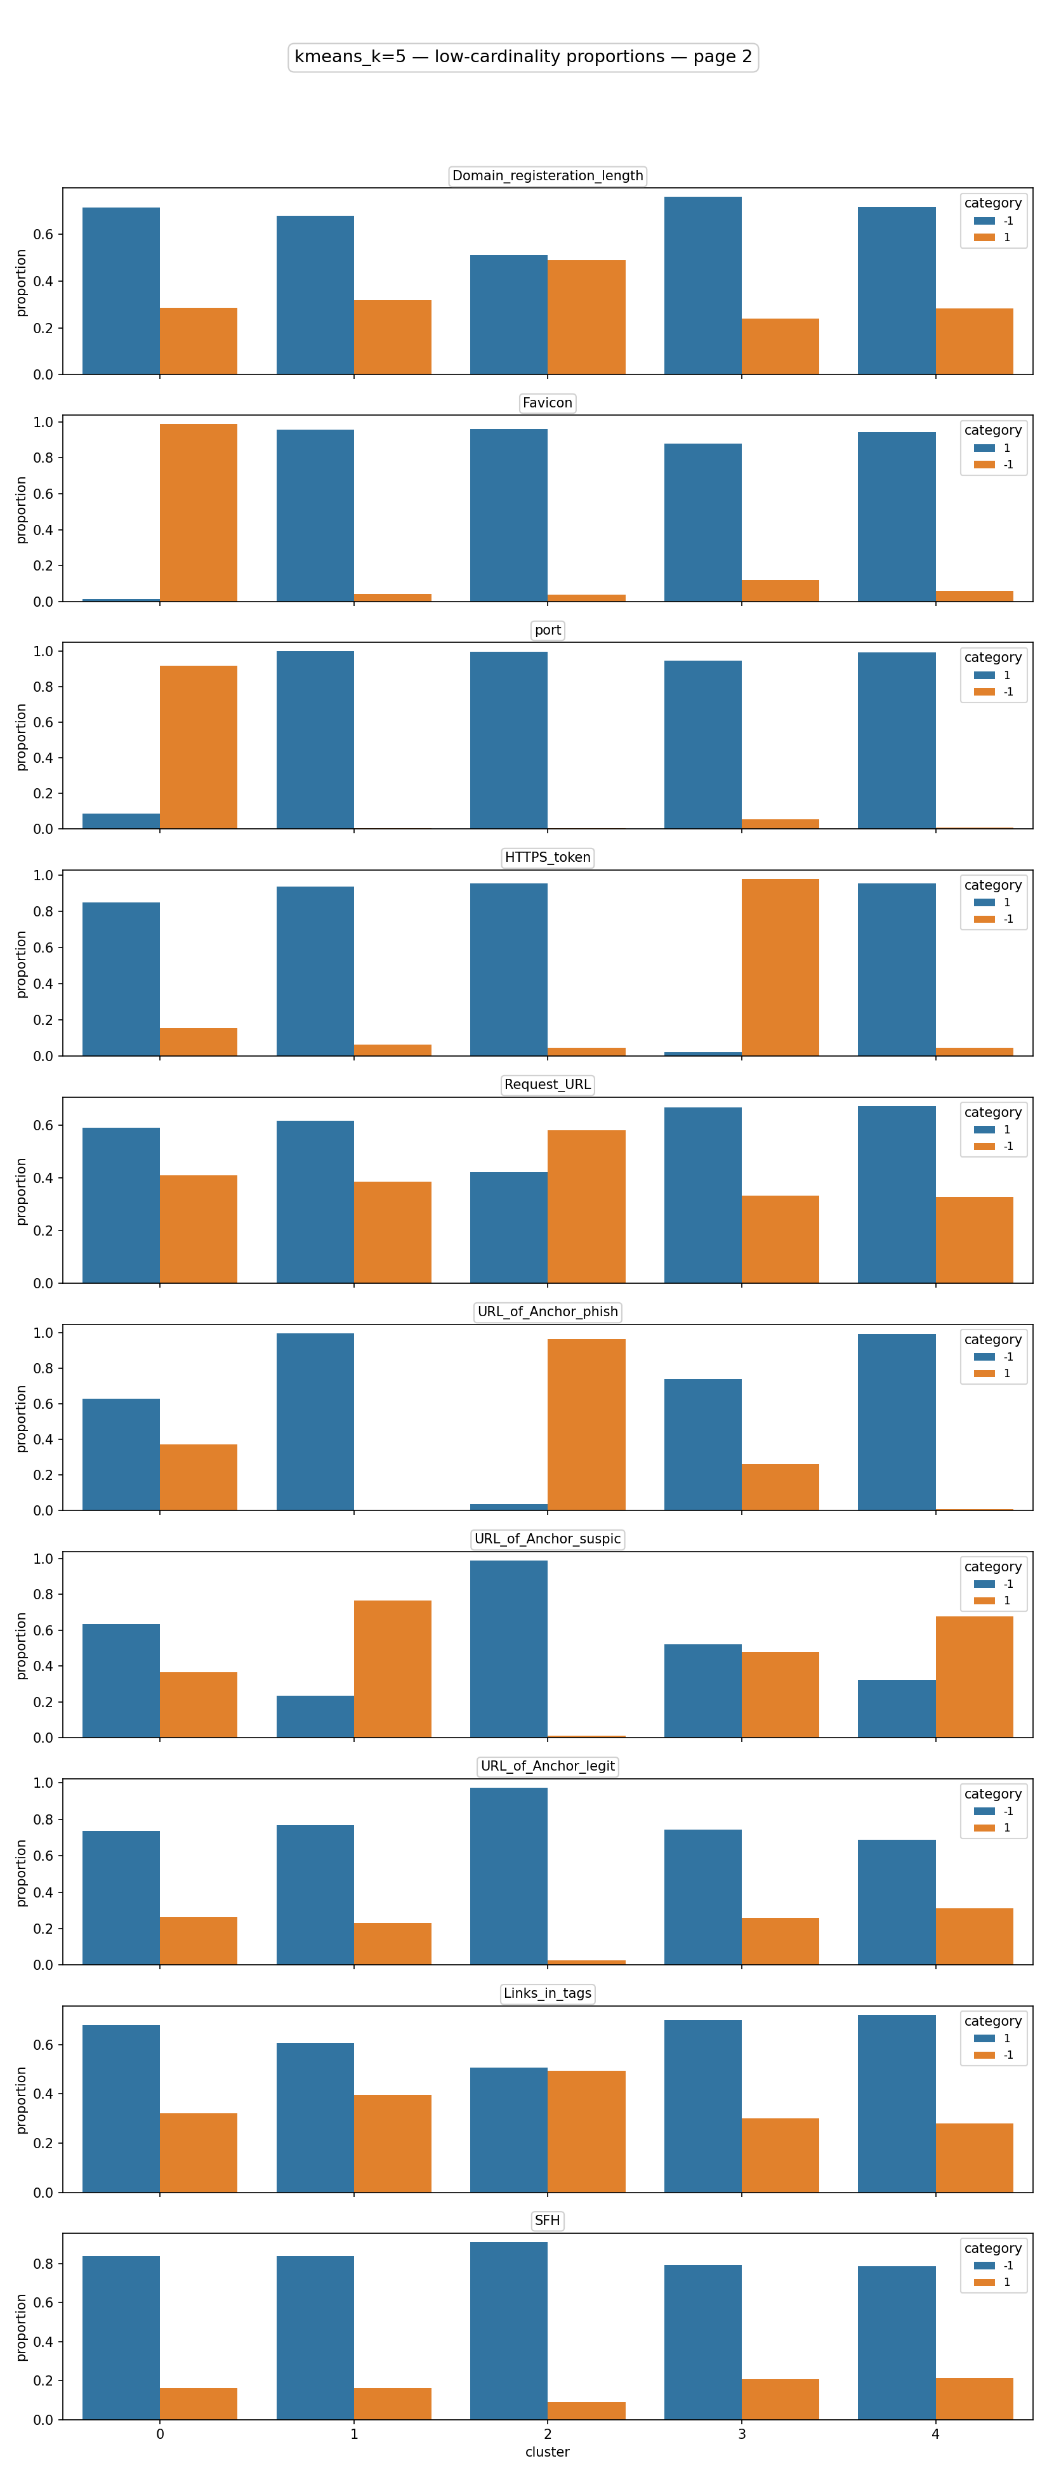 kmeans_k=5 — low-cardinality proportions — page 2
Domain_registeration_length
proportion
0.6
0.4
0.2
0.0
category
-1
1
Favicon
proportion
1.0
0.8
0.6
0.4
0.2
0.0
category
1
-1
port
proportion
1.0
0.8
0.6
0.4
0.2
0.0
category
1
-1
HTTPS_token
proportion
1.0
0.8
0.6
0.4
0.2
0.0
category
1
-1
Request_URL
proportion
0.6
0.4
0.2
0.0
category
1
-1
URL_of_Anchor_phish
proportion
1.0
0.8
0.6
0.4
0.2
0.0
category
-1
1
URL_of_Anchor_suspic
proportion
1.0
0.8
0.6
0.4
0.2
0.0
category
-1
1
URL_of_Anchor_legit
proportion
1.0
0.8
0.6
0.4
0.2
0.0
category
-1
1
Links_in_tags
proportion
0.6
0.4
0.2
0.0
category
1
-1
SFH
proportion
0.8
0.6
0.4
0.2
0.0
category
-1
1
0 1 2 3 4
cluster